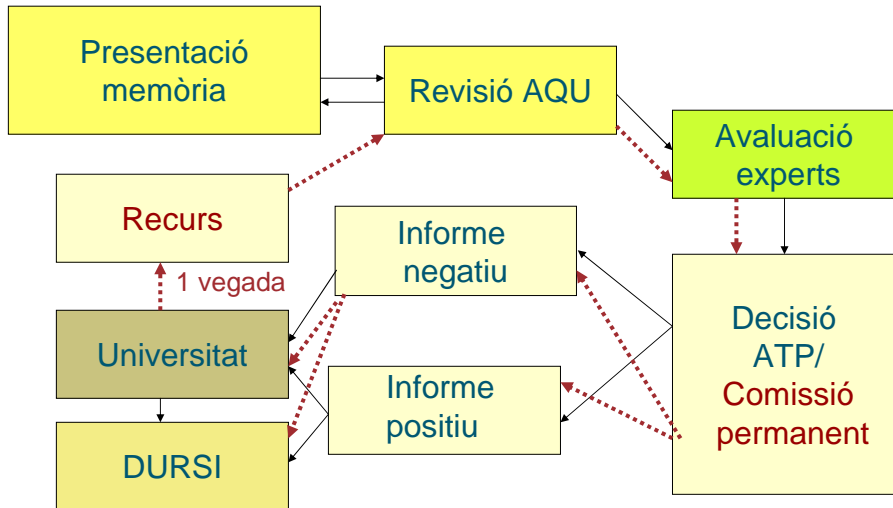 Presentació
memòria
Revisió AQU
Avaluació
experts
Recurs
1 vegada
Informe
negatiu
Universitat
Informe
positiu
DURSI
Decisió
ATP/
Comissió
permanent